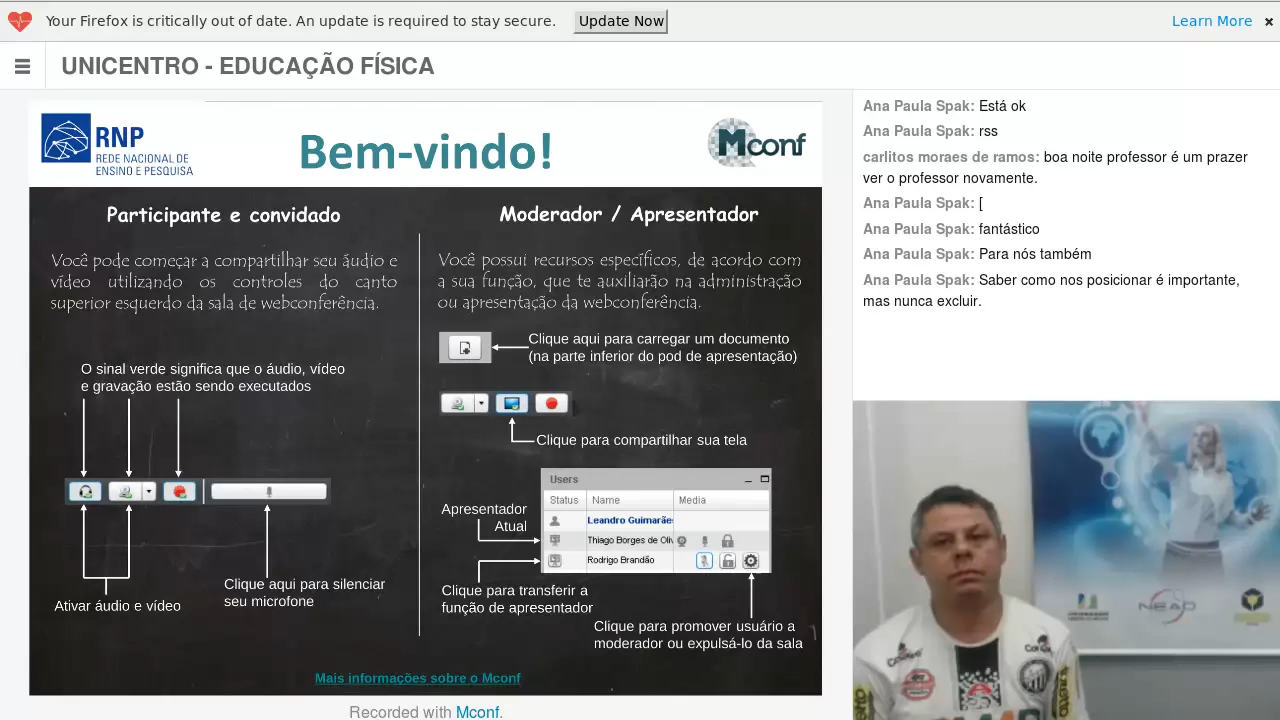 Your Firefox is critically out of date. An update is required to stay secure. Update Now Learn More ×
UNICENTRO - EDUCAÇÃO FÍSICA
RNP
REDE NACIONAL DE
ENSINO E PESQUISA
Bem-vindo!
Mconf
Participante e convidado
Você pode começar a compartilhar seu áudio e
vídeo utilizando os controles do canto
superior esquerdo da sala de webconferência.
O sinal verde significa que o áudio, vídeo
e gravação estão sendo executados
Ativar áudio e vídeo
Clique aqui para silenciar
seu microfone
Moderador / Apresentador
Você possui recursos específicos, de acordo com
a sua função, que te auxiliarão na administração
ou apresentação da webconferência.
Clique aqui para carregar um documento
(na parte inferior do pod de apresentação)
Clique para compartilhar sua tela
Users
Status Name Media
Leandro Guimarães
Thiago Borges de Oliv
Rodrigo Brandão
Apresentador
Atual
Clique para transferir a
função de apresentador
Clique para promover usuário a
moderador ou expulsá-lo da sala
Mais informações sobre o Mconf
Recorded with Mconf.
Ana Paula Spak: Está ok
Ana Paula Spak: rss
carlitos moraes de ramos: boa noite professor é um prazer
ver o professor novamente.
Ana Paula Spak: [
Ana Paula Spak: fantástico
Ana Paula Spak: Para nós também
Ana Paula Spak: Saber como nos posicionar é importante,
mas nunca excluir.
NEAD